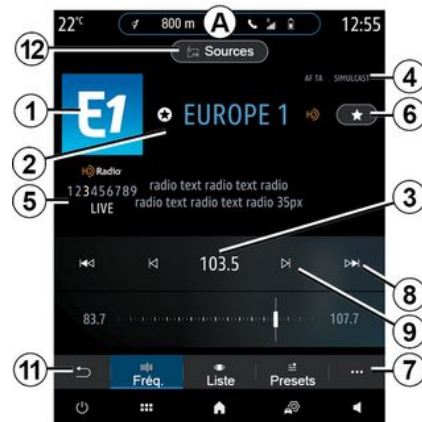 22°C 800 m A 12:55
12 Sources
AF TA SIMULCAST 4
1 E1 EUROPE 1 HD 6
2
HD Radio
5 123456789 radio text radio text radio
LIVE radio text radio text radio 35px
3
103.5
8
9
83.7 107.7
11 Fréq. Liste Presets ... 7